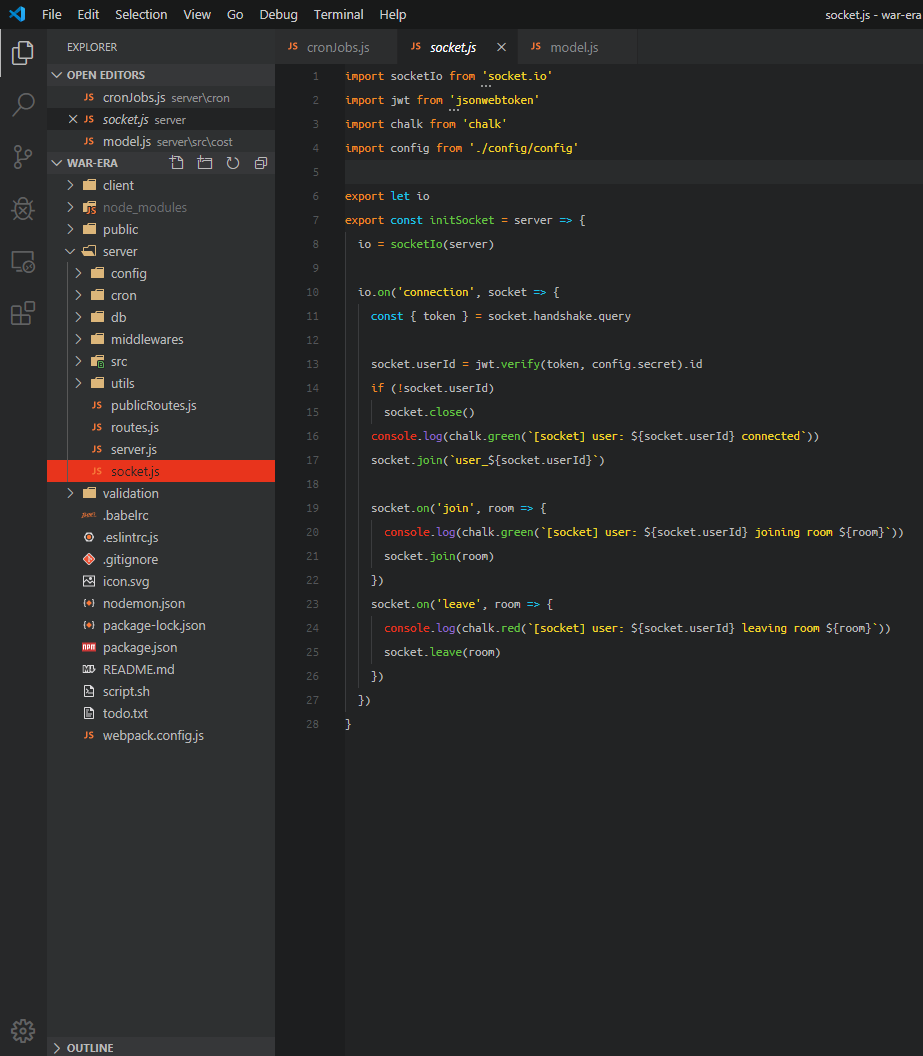 File Edit Selection View Go Debug Terminal Help socket.js - war-era
EXPLORER
OPEN EDITORS
JS cronJobs.js server\cron
JS socket.js server
JS model.js server\src\cost
WAR-ERA
client
node_modules
public
server
config
cron
db
middlewares
src
utils
JS publicRoutes.js
JS routes.js
JS server.js
JS socket.js
validation
.babelrc
.eslintrc.js
.gitignore
icon.svg
nodemon.json
package-lock.json
package.json
README.md
script.sh
todo.txt
JS webpack.config.js
OUTLINE
JS cronJobs.js JS socket.js JS model.js
1 import socketIo from 'socket.io'
2 import jwt from 'jsonwebtoken'
3 import chalk from 'chalk'
4 import config from './config/config'
5
6 export let io
7 export const initSocket = server => {
8 io = socketIo(server)
9
10 io.on('connection', socket => {
11 const { token } = socket.handshake.query
12
13 socket.userId = jwt.verify(token, config.secret).id
14 if (!socket.userId)
15 socket.close()
16 console.log(chalk.green(`[socket] user: ${socket.userId} connected`))
17 socket.join(`user_${socket.userId}`)
18
19 socket.on('join', room => {
20 console.log(chalk.green(`[socket] user: ${socket.userId} joining room ${room}`))
21 socket.join(room)
22 })
23 socket.on('leave', room => {
24 console.log(chalk.red(`[socket] user: ${socket.userId} leaving room ${room}`))
25 socket.leave(room)
26 })
27 })
28 }